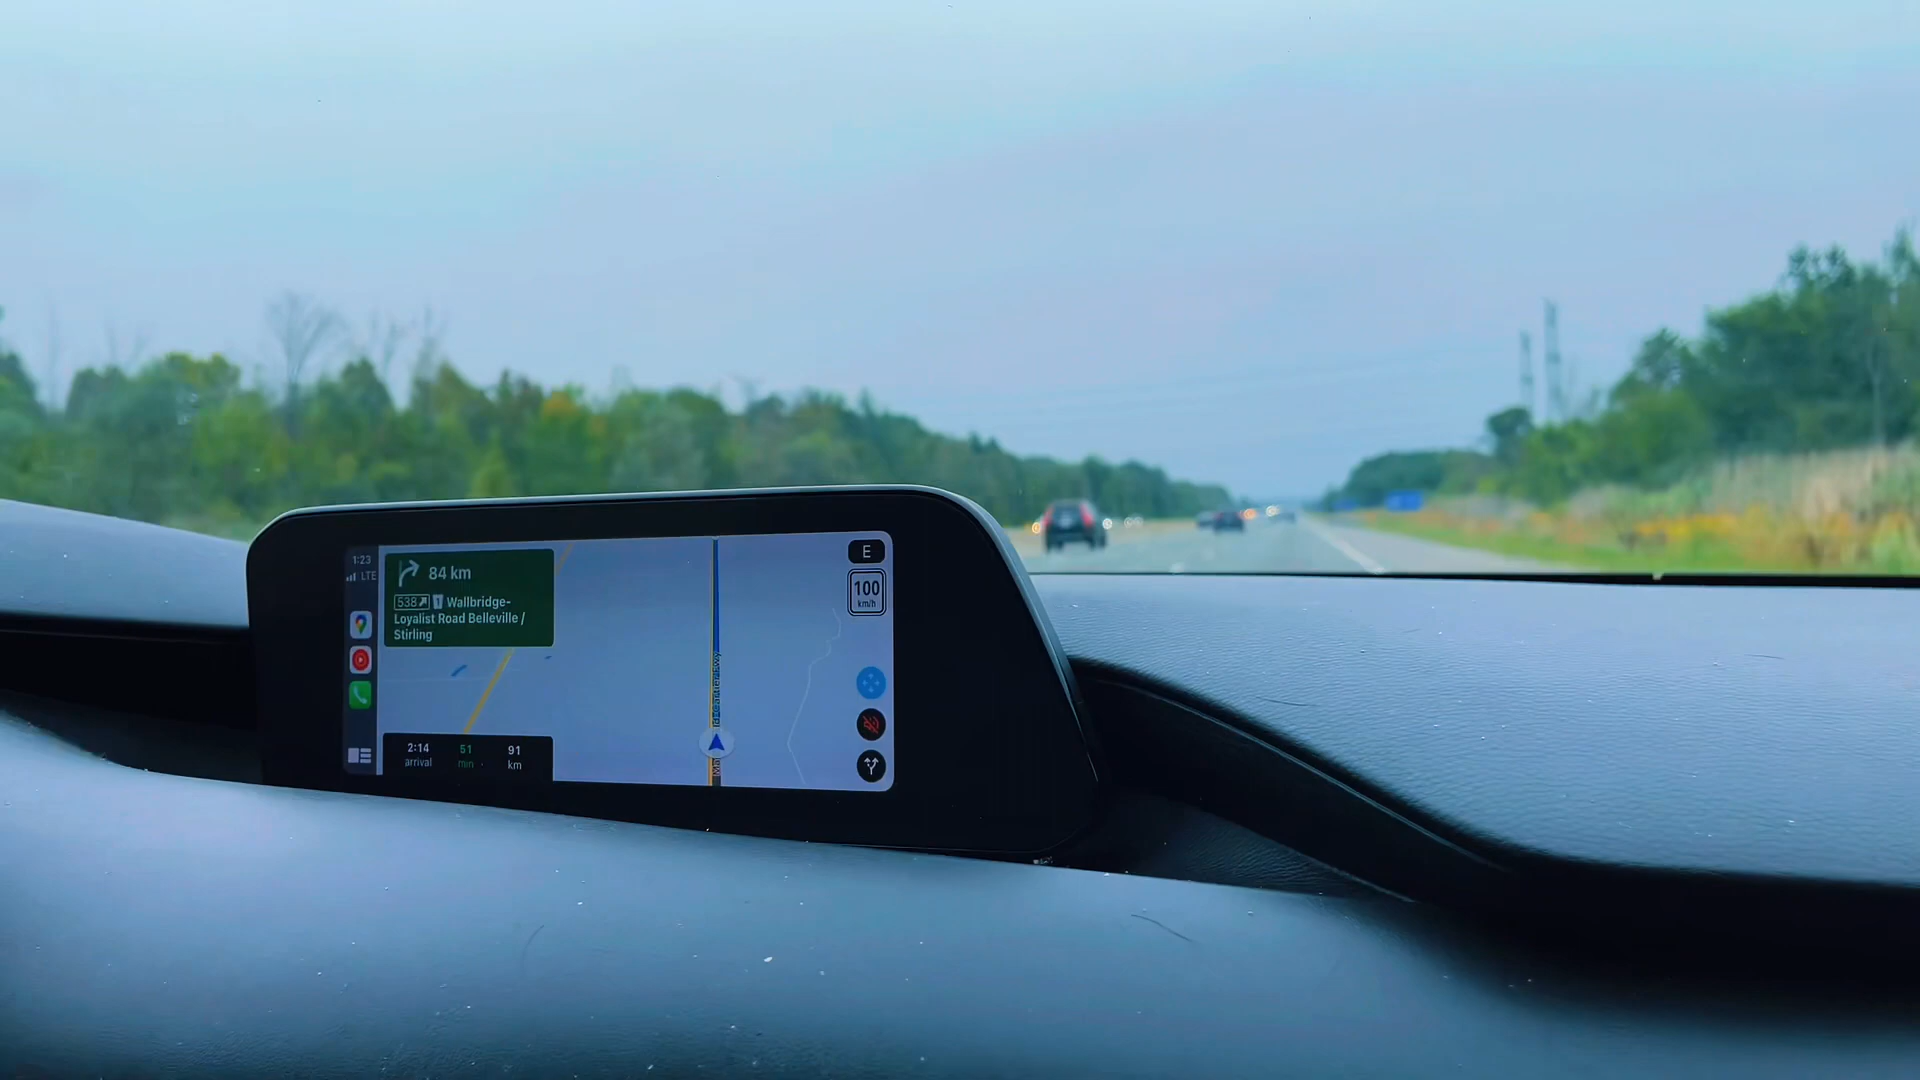 1:23
LTE
84 km
538 1 Wallbridge-
Loyalist Road Belleville /
Stirling
E
100
km/h
2:14 51 91
arrival min km